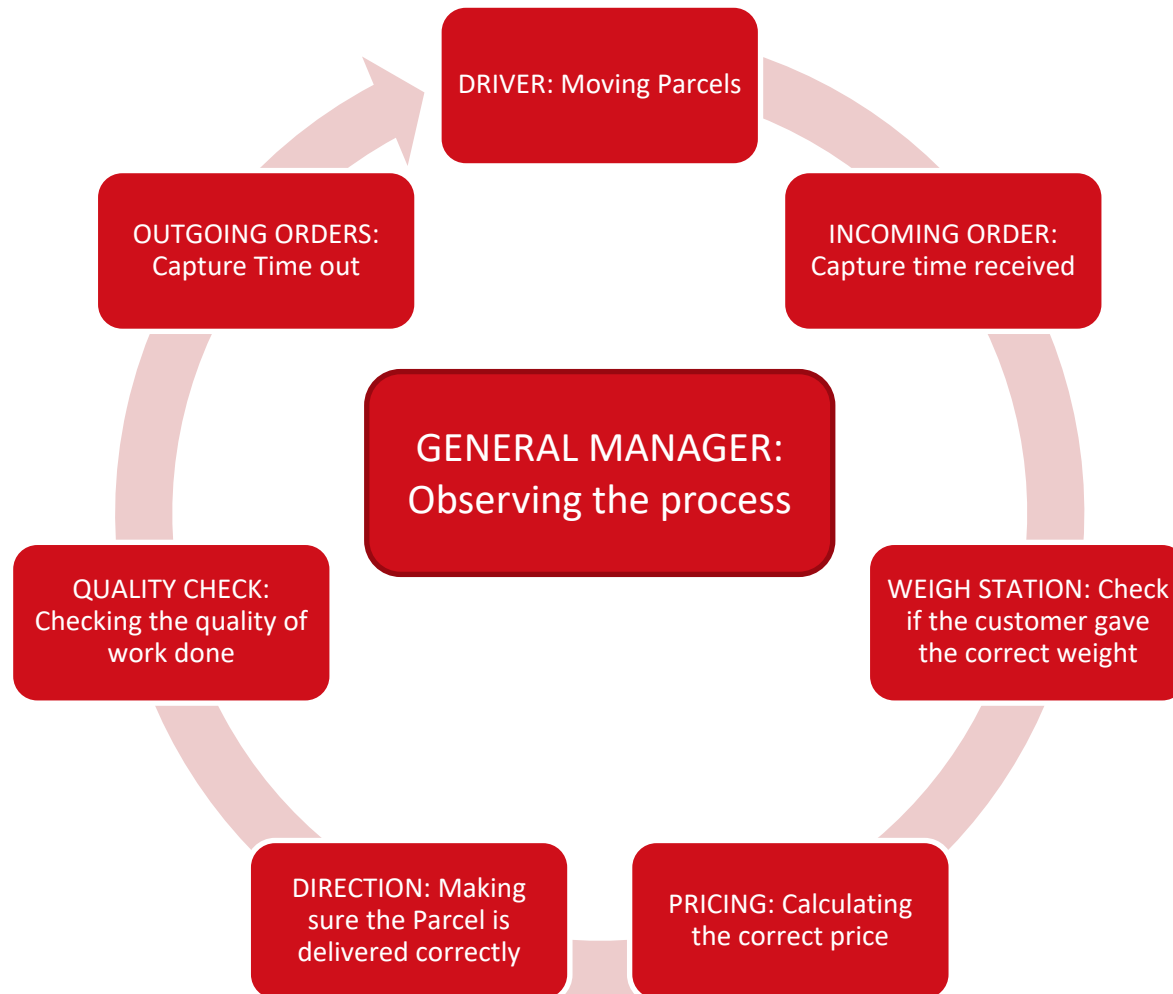 DRIVER: Moving Parcels
INCOMING ORDER:
Capture time received
WEIGH STATION: Check
if the customer gave
the correct weight
PRICING: Calculating
the correct price
DIRECTION: Making
sure the Parcel is
delivered correctly
QUALITY CHECK:
Checking the quality of
work done
OUTGOING ORDERS:
Capture Time out
GENERAL MANAGER:
Observing the process